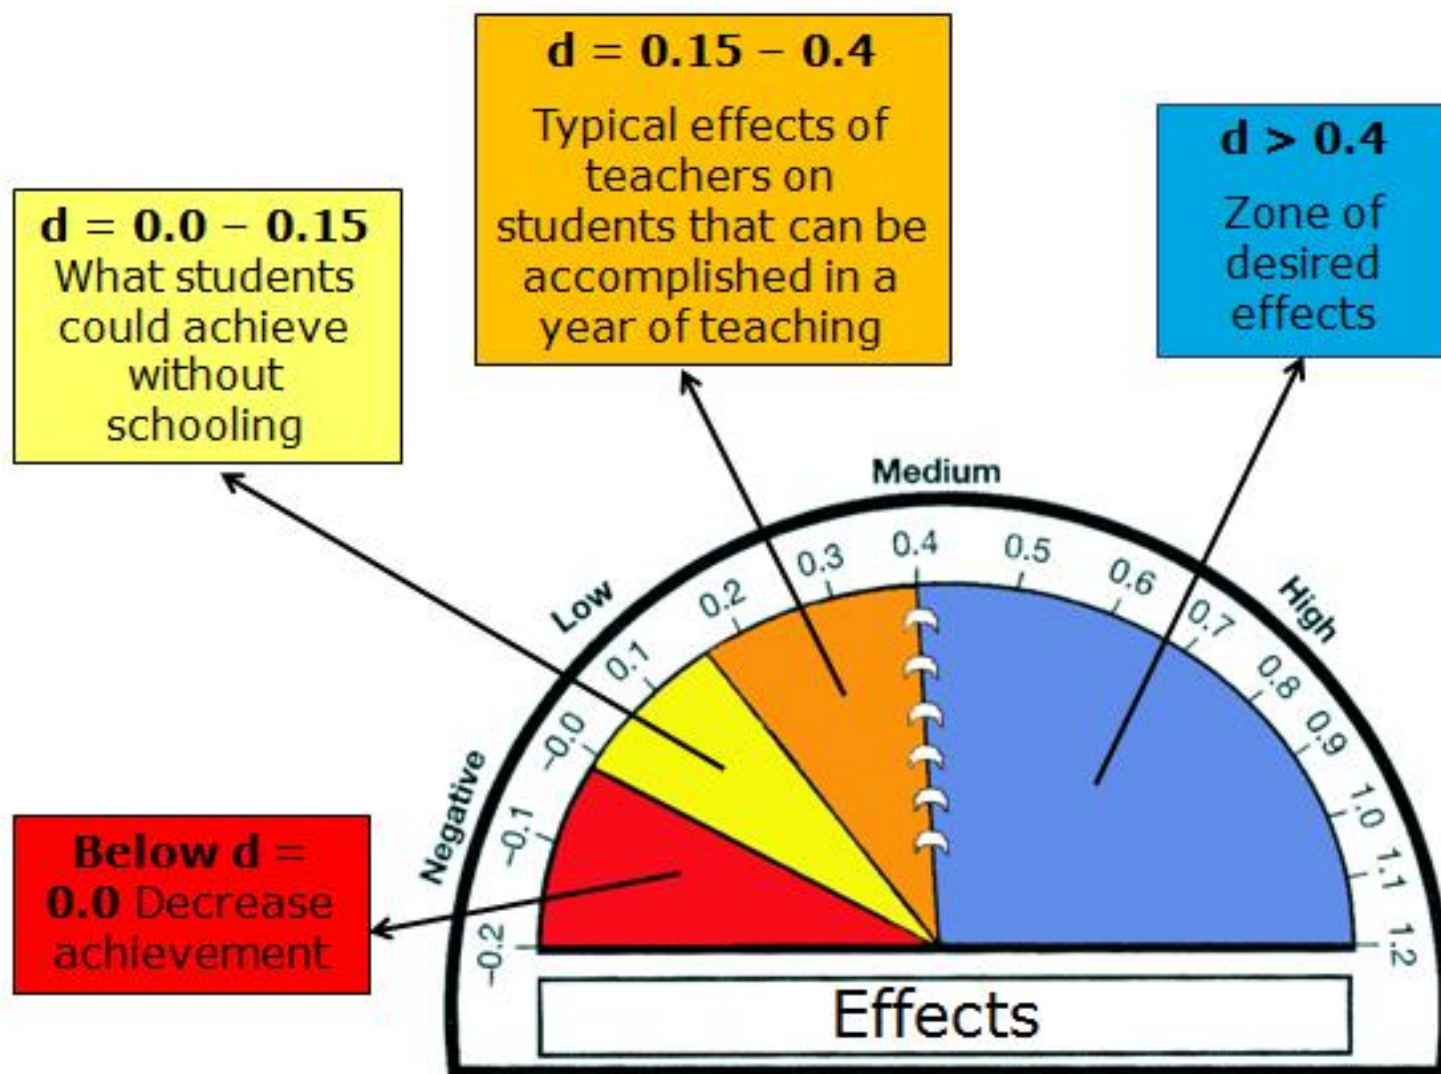 d = 0.15 – 0.4
Typical effects of
teachers on
students that can be
accomplished in a
year of teaching
d > 0.4
Zone of
desired
effects
d = 0.0 – 0.15
What students
could achieve
without
schooling
Below d =
0.0 Decrease
achievement
Negative
Low
Medium
High
–0.2
–0.1
–0.0
0.1
0.2
0.3
0.4
0.5
0.6
0.7
0.8
0.9
1.0
1.1
1.2
Effects